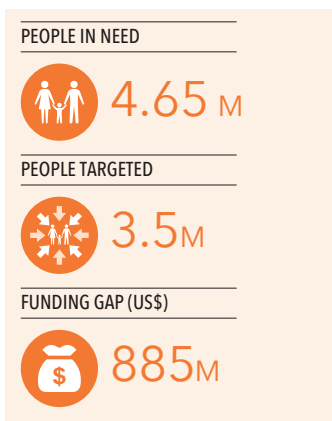 PEOPLE IN NEED
4.65 M
PEOPLE TARGETED
3.5M
FUNDING GAP (US$)
$
885M